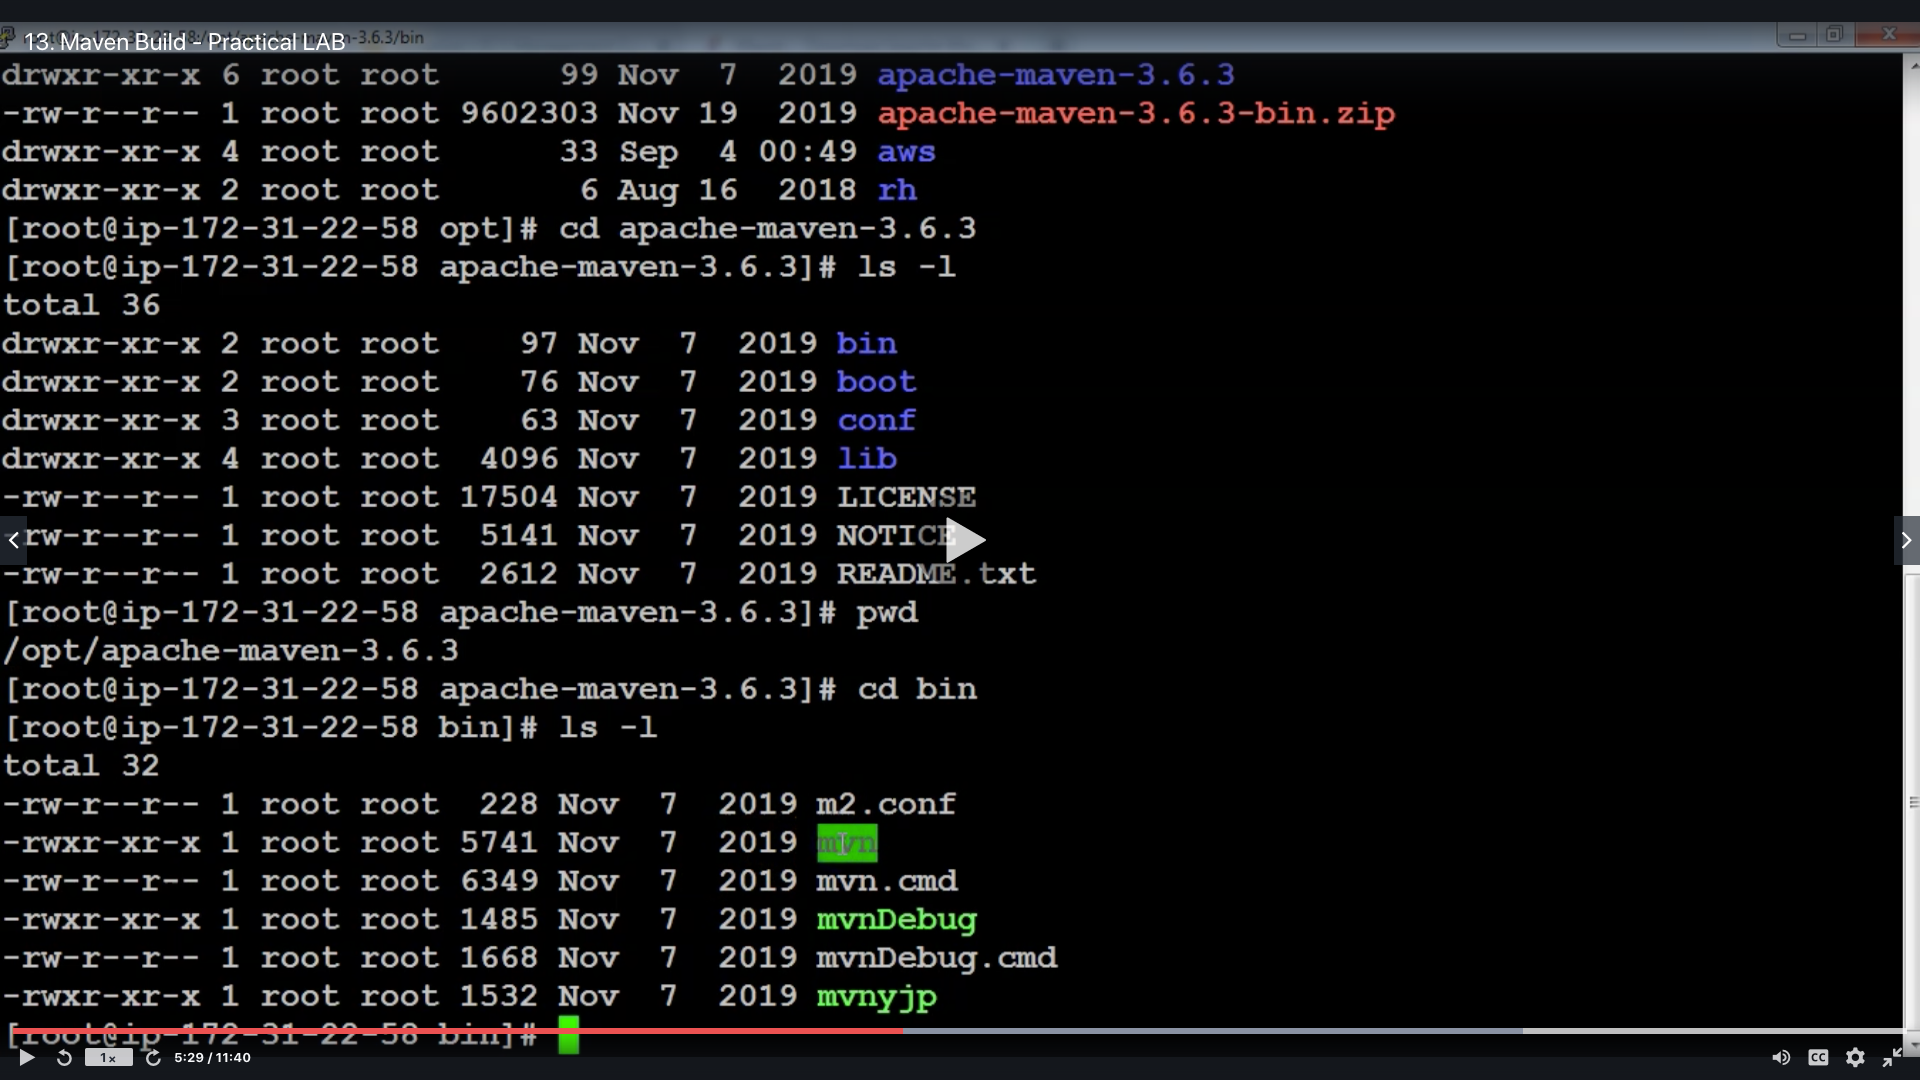 13. Maven Build - Practical LAB
drwxr-xr-x 6 root root 99 Nov 7 2019 apache-maven-3.6.3
-rw-r--r-- 1 root root 9602303 Nov 19 2019 apache-maven-3.6.3-bin.zip
drwxr-xr-x 4 root root 33 Sep 4 00:49 aws
drwxr-xr-x 2 root root 6 Aug 16 2018 rh
[root@ip-172-31-22-58 opt]# cd apache-maven-3.6.3
[root@ip-172-31-22-58 apache-maven-3.6.3]# ls -l
total 36
drwxr-xr-x 2 root root 97 Nov 7 2019 bin
drwxr-xr-x 2 root root 76 Nov 7 2019 boot
drwxr-xr-x 3 root root 63 Nov 7 2019 conf
drwxr-xr-x 4 root root 4096 Nov 7 2019 lib
-rw-r--r-- 1 root root 17504 Nov 7 2019 LICENSE
-rw-r--r-- 1 root root 5141 Nov 7 2019 NOTICE
-rw-r--r-- 1 root root 2612 Nov 7 2019 README.txt
[root@ip-172-31-22-58 apache-maven-3.6.3]# pwd
/opt/apache-maven-3.6.3
[root@ip-172-31-22-58 apache-maven-3.6.3]# cd bin
[root@ip-172-31-22-58 bin]# ls -l
total 32
-rw-r--r-- 1 root root 228 Nov 7 2019 m2.conf
-rwxr-xr-x 1 root root 5741 Nov 7 2019 mvn
-rw-r--r-- 1 root root 6349 Nov 7 2019 mvn.cmd
-rwxr-xr-x 1 root root 1485 Nov 7 2019 mvnDebug
-rw-r--r-- 1 root root 1668 Nov 7 2019 mvnDebug.cmd
-rwxr-xr-x 1 root root 1532 Nov 7 2019 mvnyjp
[root@ip-172-31-22-58 bin]#
1x 5:29 / 11:40 CC